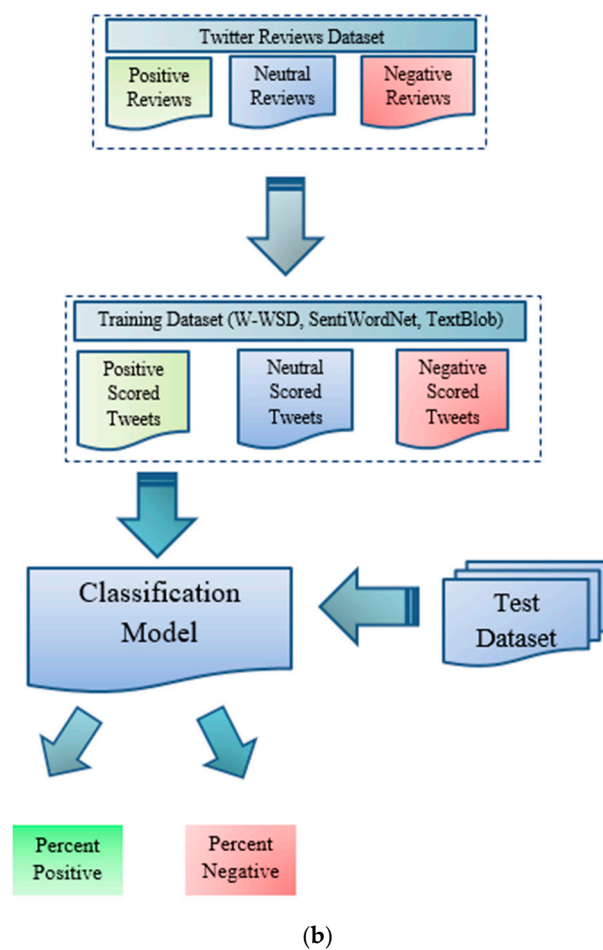 Twitter Reviews Dataset
Positive
Reviews
Neutral
Reviews
Negative
Reviews
Training Dataset (W-WSD, SentiWordNet, TextBlob)
Positive
Scored
Tweets
Neutral
Scored
Tweets
Negative
Scored
Tweets
Classification
Model
Test
Dataset
Percent
Positive
Percent
Negative
(b)